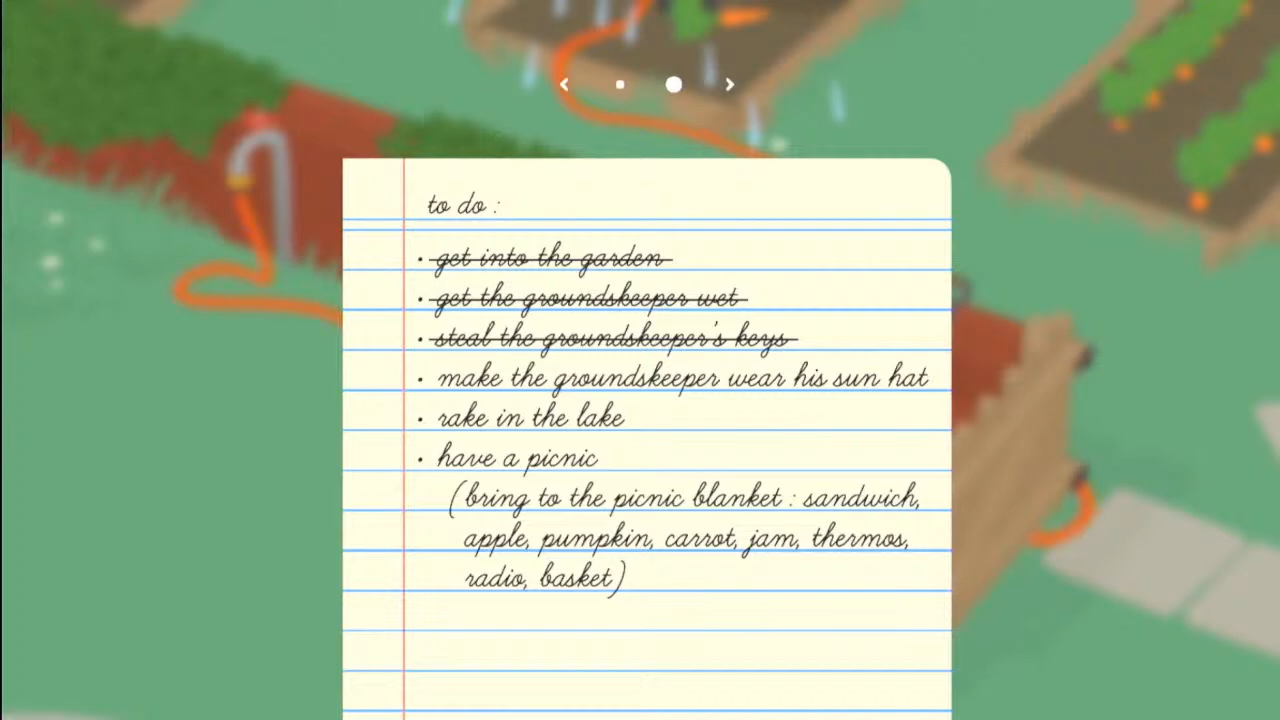 to do :
• get into the garden
• get the groundskeeper wet
• steal the groundskeeper's keys
• make the groundskeeper wear his sun hat
• rake in the lake
• have a picnic
(bring to the picnic blanket : sandwich,
apple, pumpkin, carrot, jam, thermos,
radio, basket)